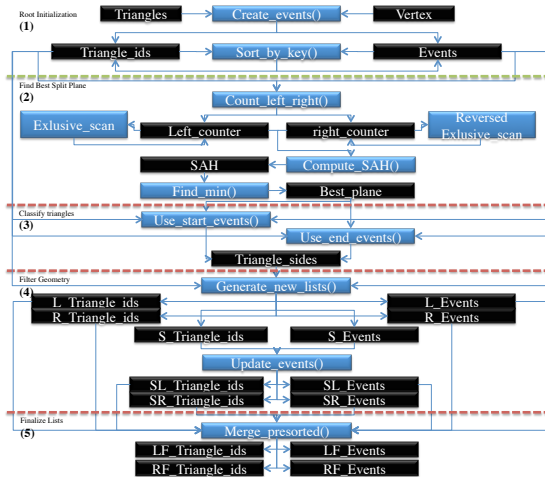 Root Initialization
(1)
Triangles
Create_events()
Vertex
Triangle_ids
Sort_by_key()
Events
Find Best Split Plane
(2)
Count_left_right()
Exlusive_scan
Left_counter
right_counter
Reversed
Exlusive_scan
SAH
Compute_SAH()
Find_min()
Best_plane
Classify triangles
(3)
Use_start_events()
Use_end_events()
Triangle_sides
Filter Geometry
(4)
Generate_new_lists()
L_Triangle_ids
L_Events
R_Triangle_ids
R_Events
S_Triangle_ids
S_Events
Update_events()
SL_Triangle_ids
SL_Events
SR_Triangle_ids
SR_Events
Finalize Lists
(5)
Merge_presorted()
LF_Triangle_ids
LF_Events
RF_Triangle_ids
RF_Events